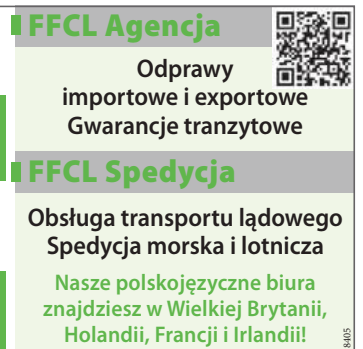 FFCL Agencja
Odprawy
importowe i exportowe
Gwarancje tranzytowe
FFCL Spedycja
Obsługa transportu lądowego
Spedycja morska i lotnicza
Nasze polskojęzyczne biura
znajdziesz w Wielkiej Brytanii,
Holandii, Francji i Irlandii!
8405